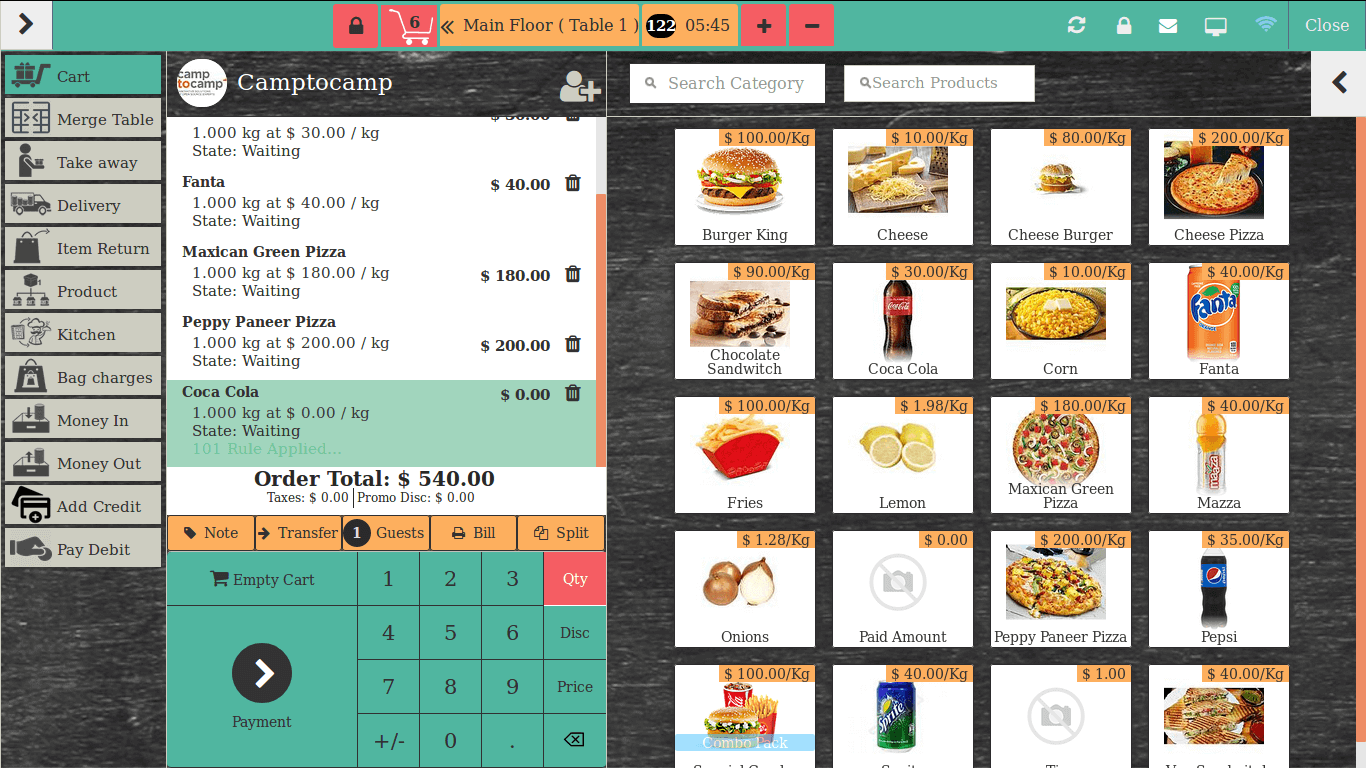 6
Main Floor ( Table 1 )
122 05:45
Close
Cart
Merge Table
Take away
Delivery
Item Return
Product
Kitchen
Bag charges
Money In
Money Out
Add Credit
Pay Debit
camp
tocamp
Camptocamp
1.000 kg at $ 30.00 / kg
State: Waiting
Fanta
$ 40.00
1.000 kg at $ 40.00 / kg
State: Waiting
Maxican Green Pizza
1.000 kg at $ 180.00 / kg
$ 180.00
State: Waiting
Peppy Paneer Pizza
1.000 kg at $ 200.00 / kg
$ 200.00
State: Waiting
Coca Cola
$ 0.00
1.000 kg at $ 0.00 / kg
State: Waiting
101 Rule Applied...
Order Total: $ 540.00
Taxes: $ 0.00 Promo Disc: $ 0.00
Note
Transfer
1 Guests
Bill
Split
Empty Cart
1 2 3 Qty
4 5 6 Disc
7 8 9 Price
+/- 0 .
Payment
Search Category
Search Products
$ 100.00/Kg
Burger King
$ 10.00/Kg
Cheese
$ 80.00/Kg
Cheese Burger
$ 200.00/Kg
Cheese Pizza
$ 90.00/Kg
Chocolate
Sandwitch
$ 30.00/Kg
Coca Cola
$ 10.00/Kg
Corn
$ 40.00/Kg
Fanta
Fanta
$ 100.00/Kg
Fries
$ 1.98/Kg
Lemon
$ 180.00/Kg
Maxican Green
Pizza
$ 40.00/Kg
maaza
Mazza
$ 1.28/Kg
Onions
$ 0.00
Paid Amount
$ 200.00/Kg
Peppy Paneer Pizza
$ 35.00/Kg
Pepsi
$ 100.00/Kg
Combo Pack
$ 40.00/Kg
Sprite
$ 1.00
$ 40.00/Kg